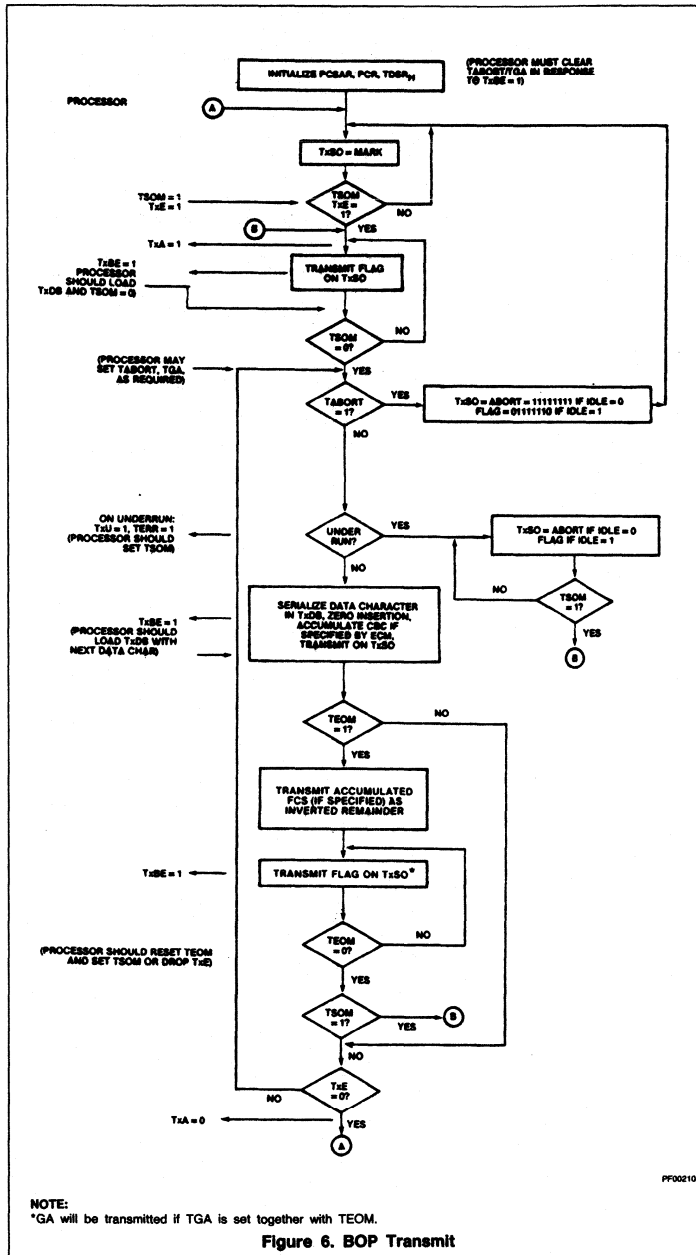 INITIALIZE PCSAR, PCR, TDSRH
(PROCESSOR MUST CLEAR
TABORT/TGA IN RESPONSE
TO TxBE = 1)
PROCESSOR
A
TxSO = MARK
TSOM = 1
TxE = 1
TSOM
TxE =
1?
NO
YES
B
TxA = 1
TRANSMIT FLAG
ON TxSO
TxBE = 1
PROCESSOR
SHOULD LOAD
TxDB AND TSOM = 0)
TSOM
= 0?
NO
YES
(PROCESSOR MAY
SET TABORT, TGA,
AS REQUIRED)
TABORT
= 1?
YES
TxSO = ABORT = 11111111 IF IDLE = 0
FLAG = 01111110 IF IDLE = 1
NO
ON UNDERRUN:
TxU = 1, TERR = 1
(PROCESSOR SHOULD
SET TSOM)
UNDER
RUN?
YES
TxSO = ABORT IF IDLE = 0
FLAG IF IDLE = 1
NO
NO
TSOM
= 1?
YES
B
TxBE = 1
(PROCESSOR SHOULD
LOAD TxDB WITH
NEXT DATA CHAR)
SERIALIZE DATA CHARACTER
IN TxDB, ZERO INSERTION,
ACCUMULATE CRC IF
SPECIFIED BY ECM,
TRANSMIT ON TxSO
TEOM
= 1?
NO
YES
TRANSMIT ACCUMULATED
FCS (IF SPECIFIED) AS
INVERTED REMAINDER
TxBE = 1
TRANSMIT FLAG ON TxSO*
(PROCESSOR SHOULD RESET TEOM
AND SET TSOM OR DROP TxE)
TEOM
= 0?
NO
YES
TSOM
= 1?
YES
B
NO
TxE
= 0?
NO
TxA = 0
YES
A
PF00210
NOTE:
*GA will be transmitted if TGA is set together with TEOM.
Figure 6. BOP Transmit